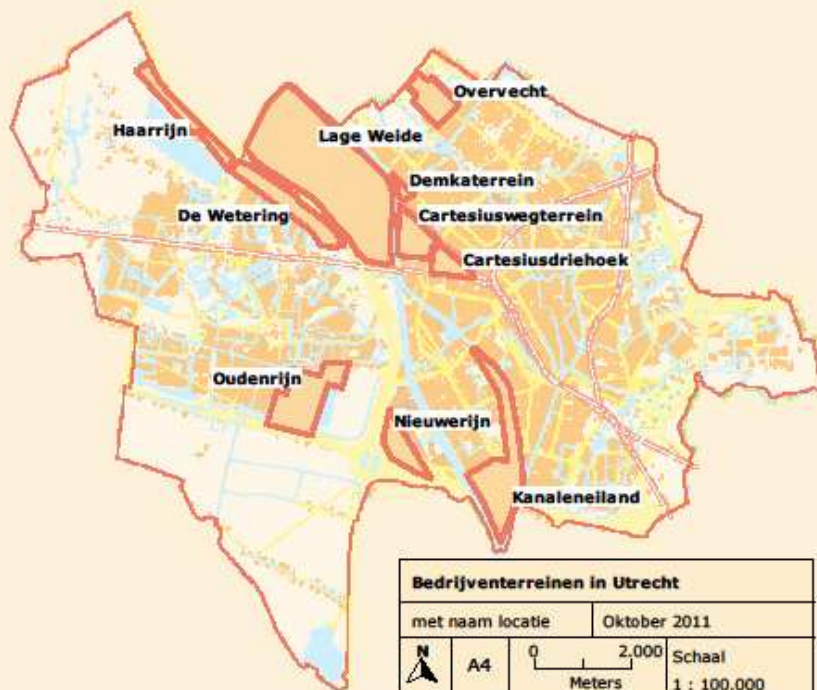 Overvecht
Haarrijn
Lage Weide
Demkaterrein
De Wetering
Cartesiuswegterrein
Cartesiusdriehoek
Oudenrijn
Nieuwerijn
Kanaleneiland
Bedrijventerreinen in Utrecht
met naam locatie
Oktober 2011
N
A4
0 2.000
Meters
Schaal
1 : 100.000